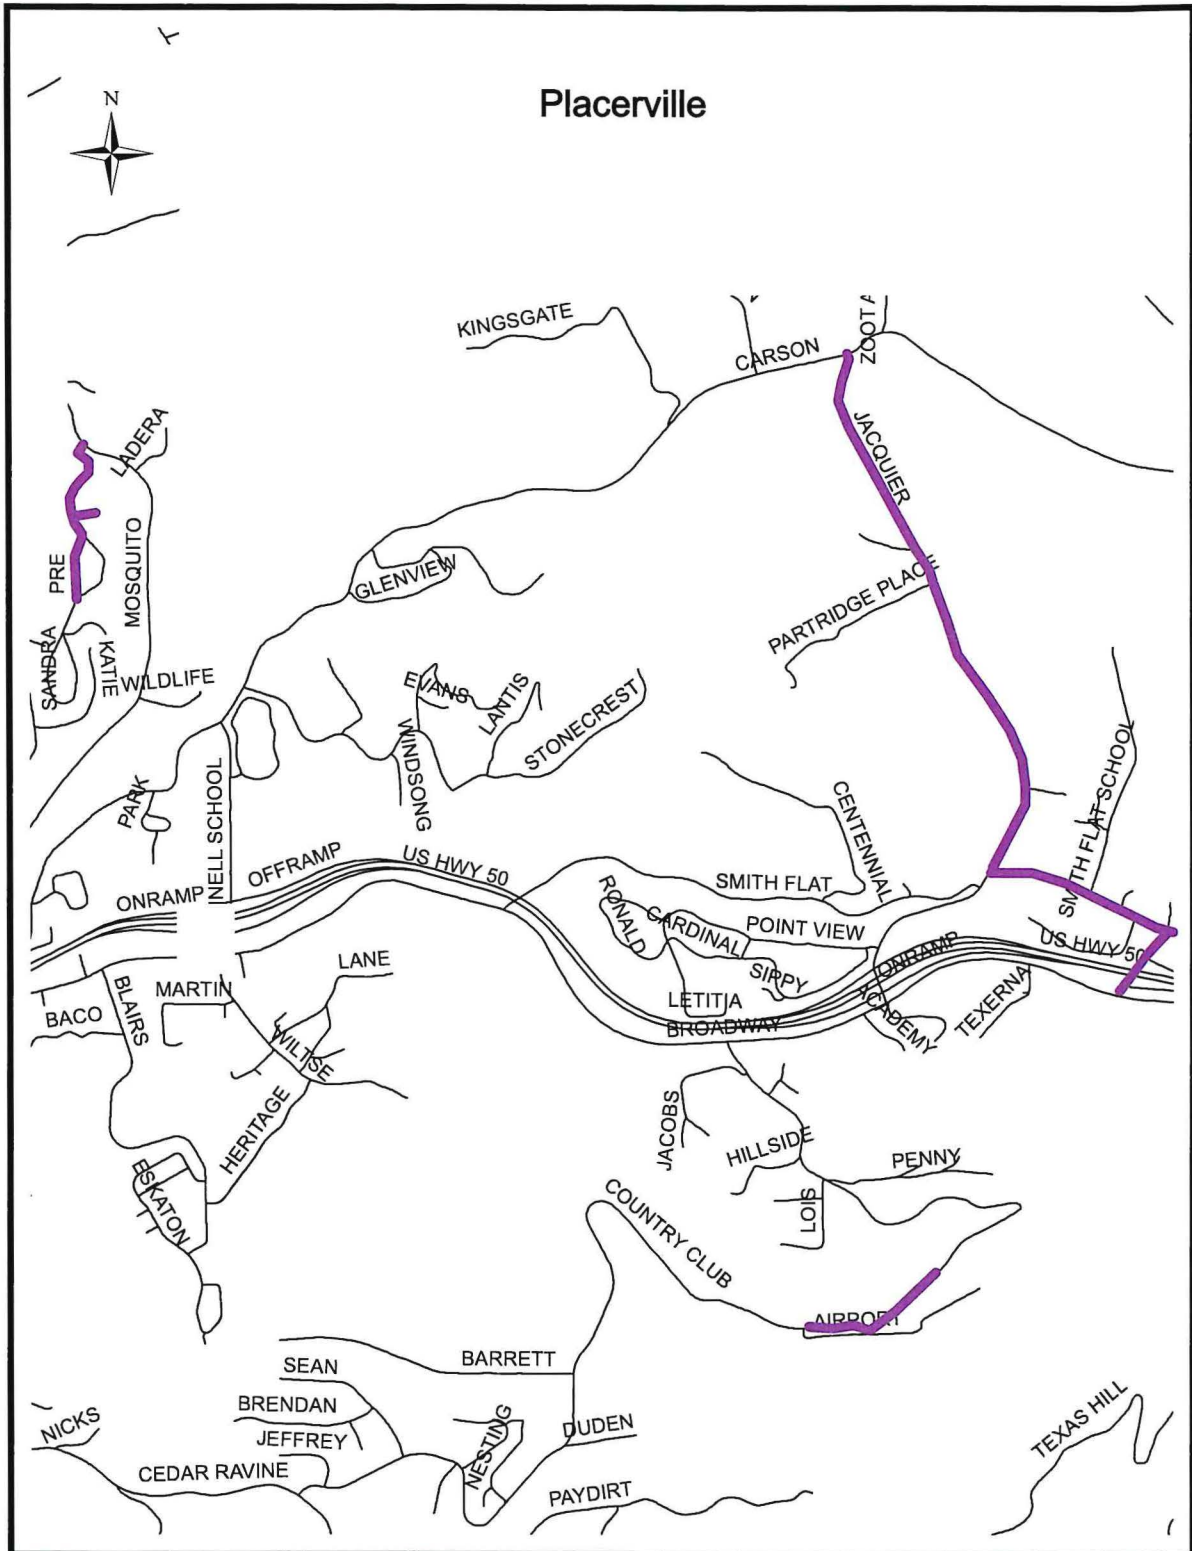 Placerville
N
KINGSGATE
CARSON
ZOOT A
LADERA
JACQUIER
MOSQUITO
PRE
GLENVIEW
PARTRIDGE PLACE
SANDRA
KATIE
WILDLIFE
EVANS
LANTIS
STONECREST
WINDSONG
PARK
NELL SCHOOL
CENTENNIAL
SMITH FLAT SCHOOL
OFFRAMP
US HWY 50
ONRAMP
SMITH FLAT
RONALD
CARDINAL
POINT VIEW
SIPPY
ONRAMP
US HWY 50
LANE
BLAIRS
MARTIN
LETITIA
BROADWAY
ACADEMY
TEXERNA
BACO
WILTSE
HERITAGE
JACOBS
HILLSIDE
PENNY
ESKATON
LOIS
COUNTRY CLUB
AIRPORT
BARRETT
SEAN
BRENDAN
JEFFREY
NICKS
NESTING
DUDEN
TEXAS HILL
CEDAR RAVINE
PAYDIRT